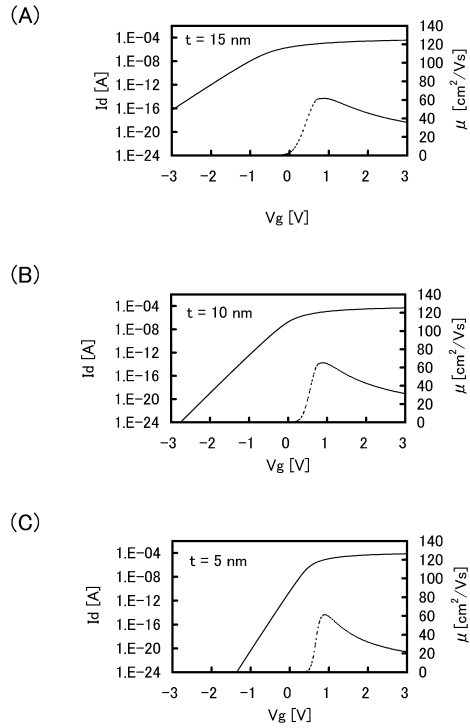 (A)
t = 15 nm
Id [A]
1.E−04
1.E−08
1.E−12
1.E−16
1.E−20
1.E−24
140
120
100
80
60
40
20
0
μ [cm²/Vs]
−3 −2 −1 0 1 2 3
Vg [V]
(B)
t = 10 nm
Id [A]
1.E−04
1.E−08
1.E−12
1.E−16
1.E−20
1.E−24
140
120
100
80
60
40
20
0
μ [cm²/Vs]
−3 −2 −1 0 1 2 3
Vg [V]
(C)
t = 5 nm
Id [A]
1.E−04
1.E−08
1.E−12
1.E−16
1.E−20
1.E−24
140
120
100
80
60
40
20
0
μ [cm²/Vs]
−3 −2 −1 0 1 2 3
Vg [V]